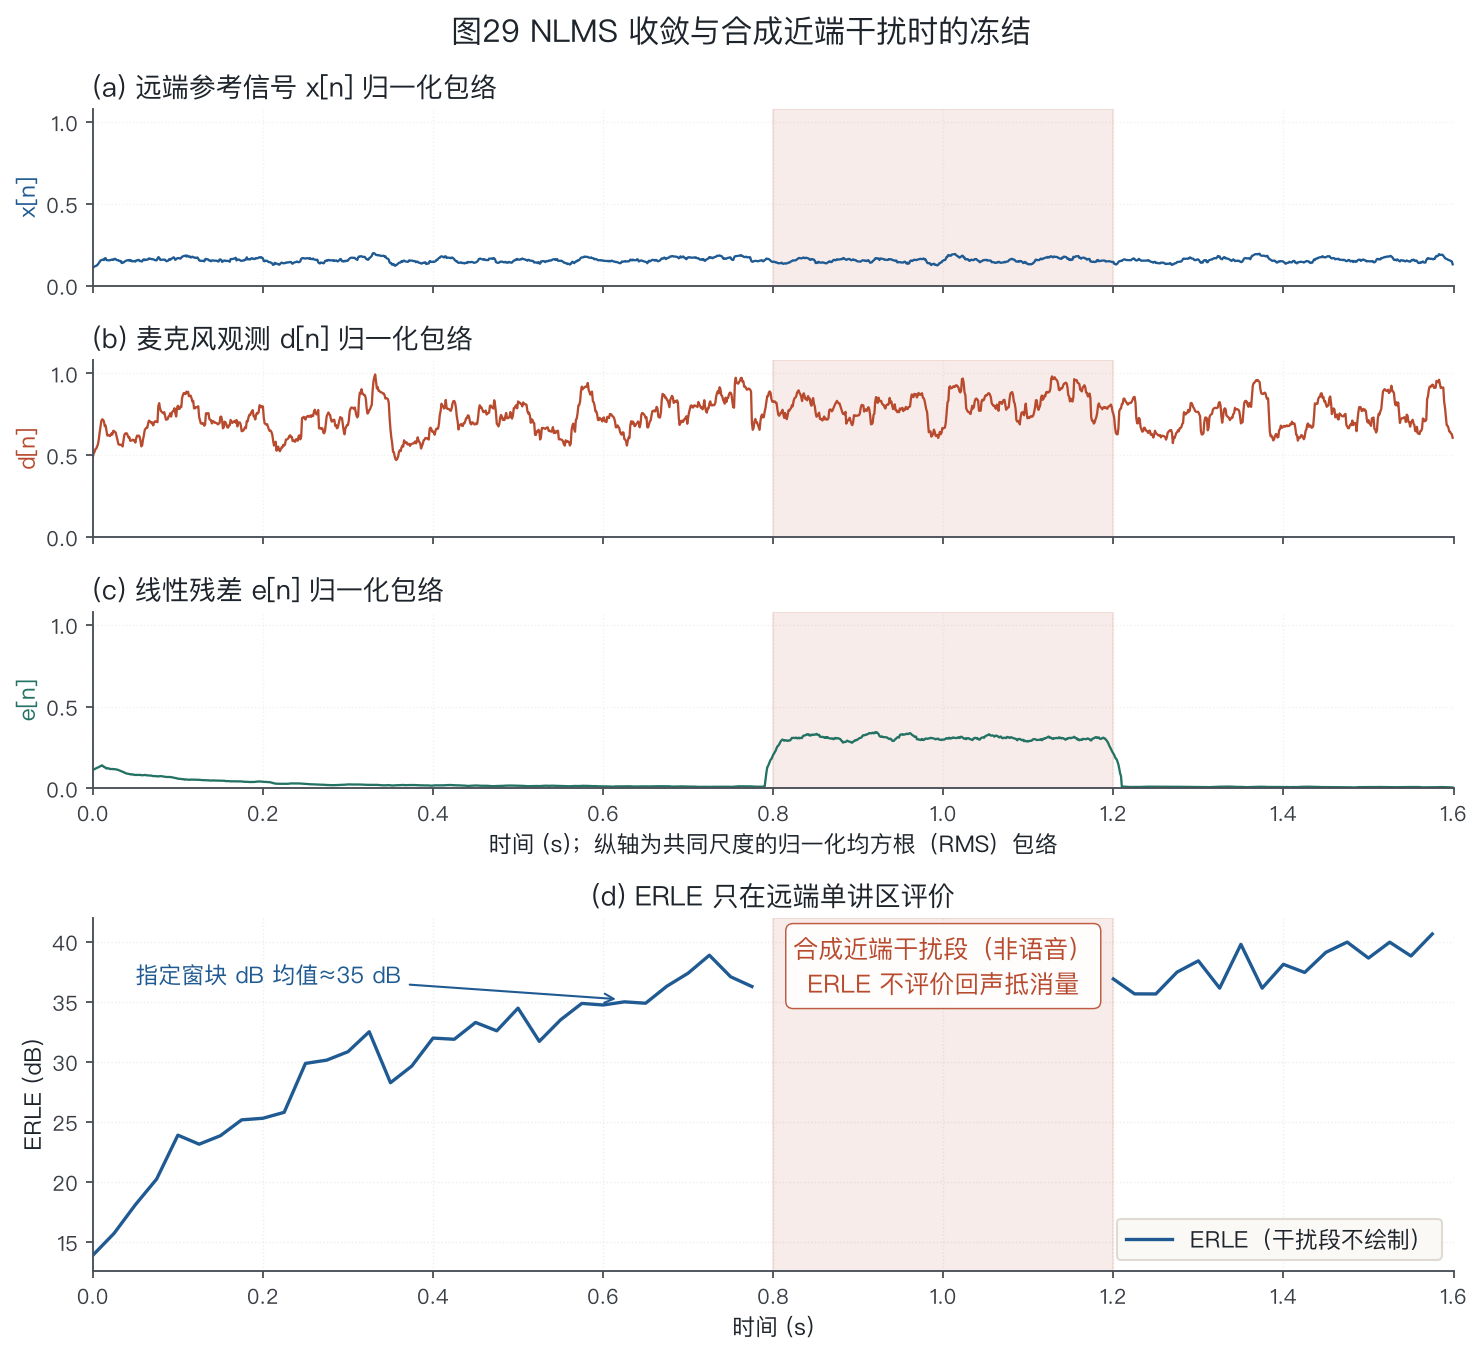 图29 NLMS 收敛与合成近端干扰时的冻结
(a) 远端参考信号 x[n] 归一化包络
x[n]
1.0
0.5
0.0
(b) 麦克风观测 d[n] 归一化包络
d[n]
1.0
0.5
0.0
(c) 线性残差 e[n] 归一化包络
e[n]
1.0
0.5
0.0
0.0 0.2 0.4 0.6 0.8 1.0 1.2 1.4 1.6
时间 (s)；纵轴为共同尺度的归一化均方根（RMS）包络
(d) ERLE 只在远端单讲区评价
ERLE (dB)
40
35
30
25
20
15
指定窗块 dB 均值≈35 dB
合成近端干扰段（非语音）
ERLE 不评价回声抵消量
ERLE（干扰段不绘制）
0.0 0.2 0.4 0.6 0.8 1.0 1.2 1.4 1.6
时间 (s)